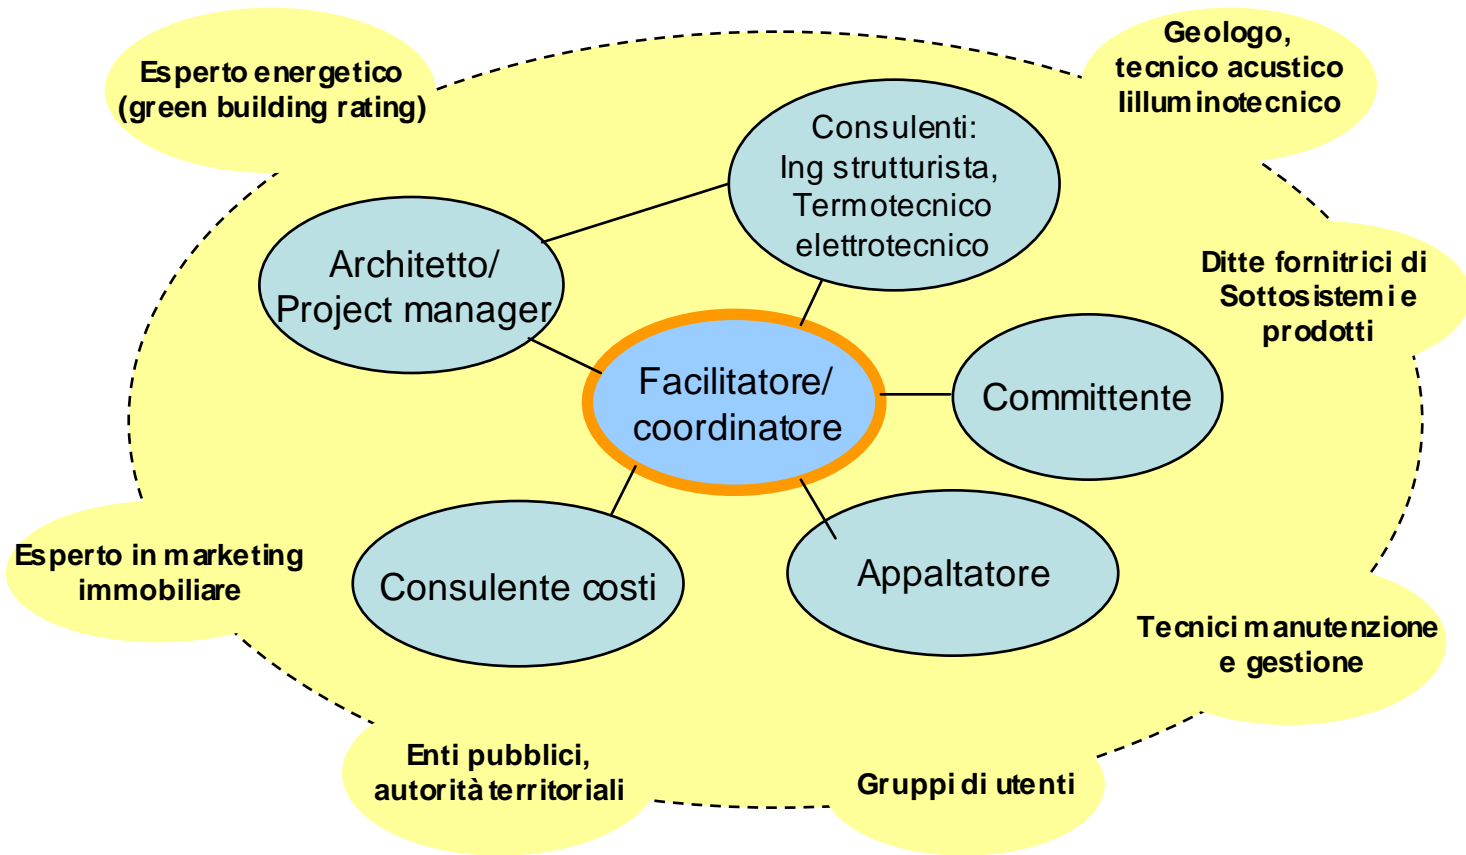 Esperto energetico
(green building rating)
Geologo,
tecnico acustico
lilluminotecnico
Consulenti:
Ing strutturista,
Termotecnico
elettrotecnico
Architetto/
Project manager
Ditte fornitrici di
Sottosistemi e
prodotti
Facilitatore/
coordinatore
Committente
Esperto in marketing
immobiliare
Consulente costi
Appaltatore
Tecnici manutenzione
e gestione
Enti pubblici,
autorità territoriali
Gruppi di utenti